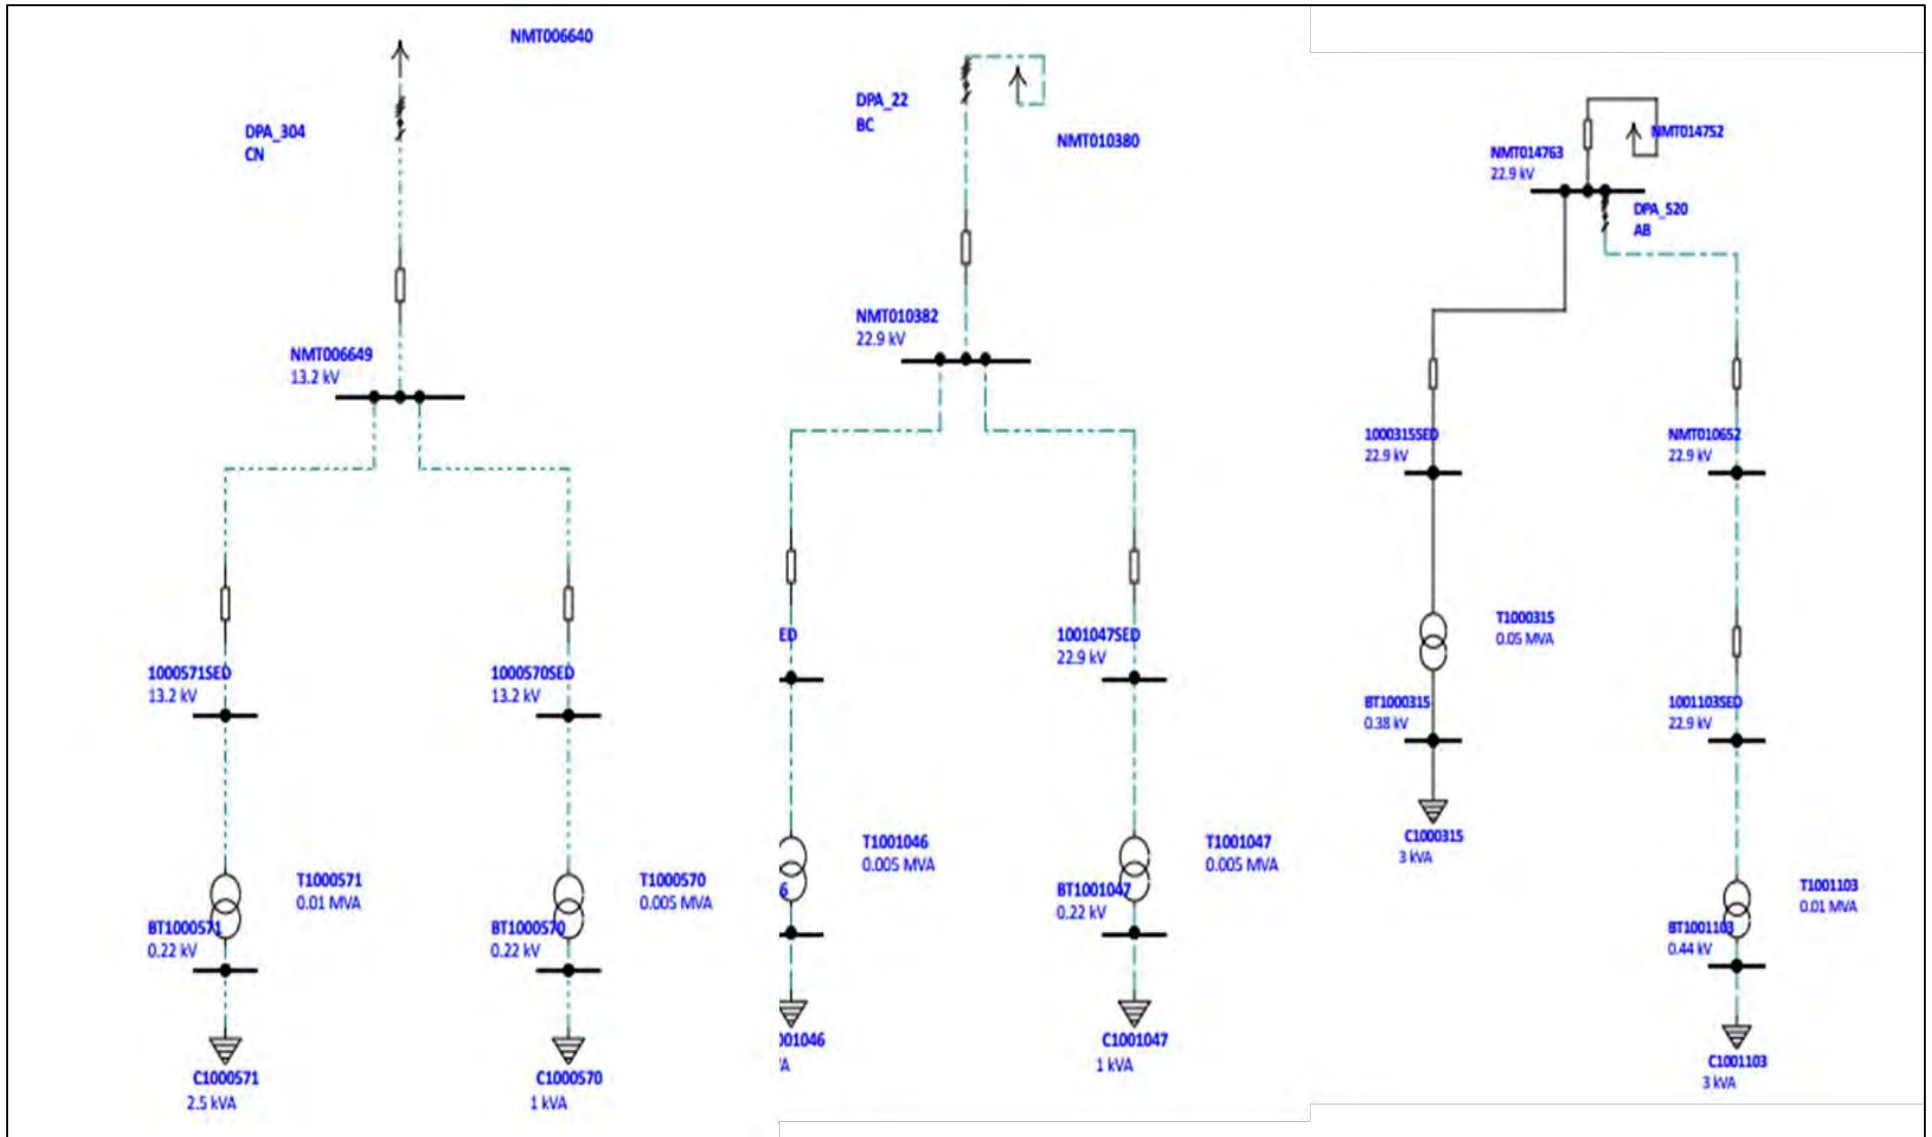 NMT006640
DPA_304
CN
NMT006649
13.2 kV
1000571SED
13.2 kV
1000570SED
13.2 kV
T1000571
0.01 MVA
BT1000571
0.22 kV
T1000570
0.005 MVA
BT1000570
0.22 kV
C1000571
2.5 kVA
C1000570
1 kVA
DPA_22
BC
NMT010380
NMT010382
22.9 kV
ED
1001047SED
22.9 kV
T1001046
0.005 MVA
6
T1001047
0.005 MVA
BT1001047
0.22 kV
001046
C1001047
1 kVA
NMT014752
NMT014763
22.9 kV
DPA_520
AB
1000315SED
22.9 kV
NMT010652
22.9 kV
T1000315
0.05 MVA
BT1000315
0.38 kV
1001103SED
22.9 kV
C1000315
3 kVA
T1001103
0.01 MVA
BT1001103
0.44 kV
C1001103
3 kVA